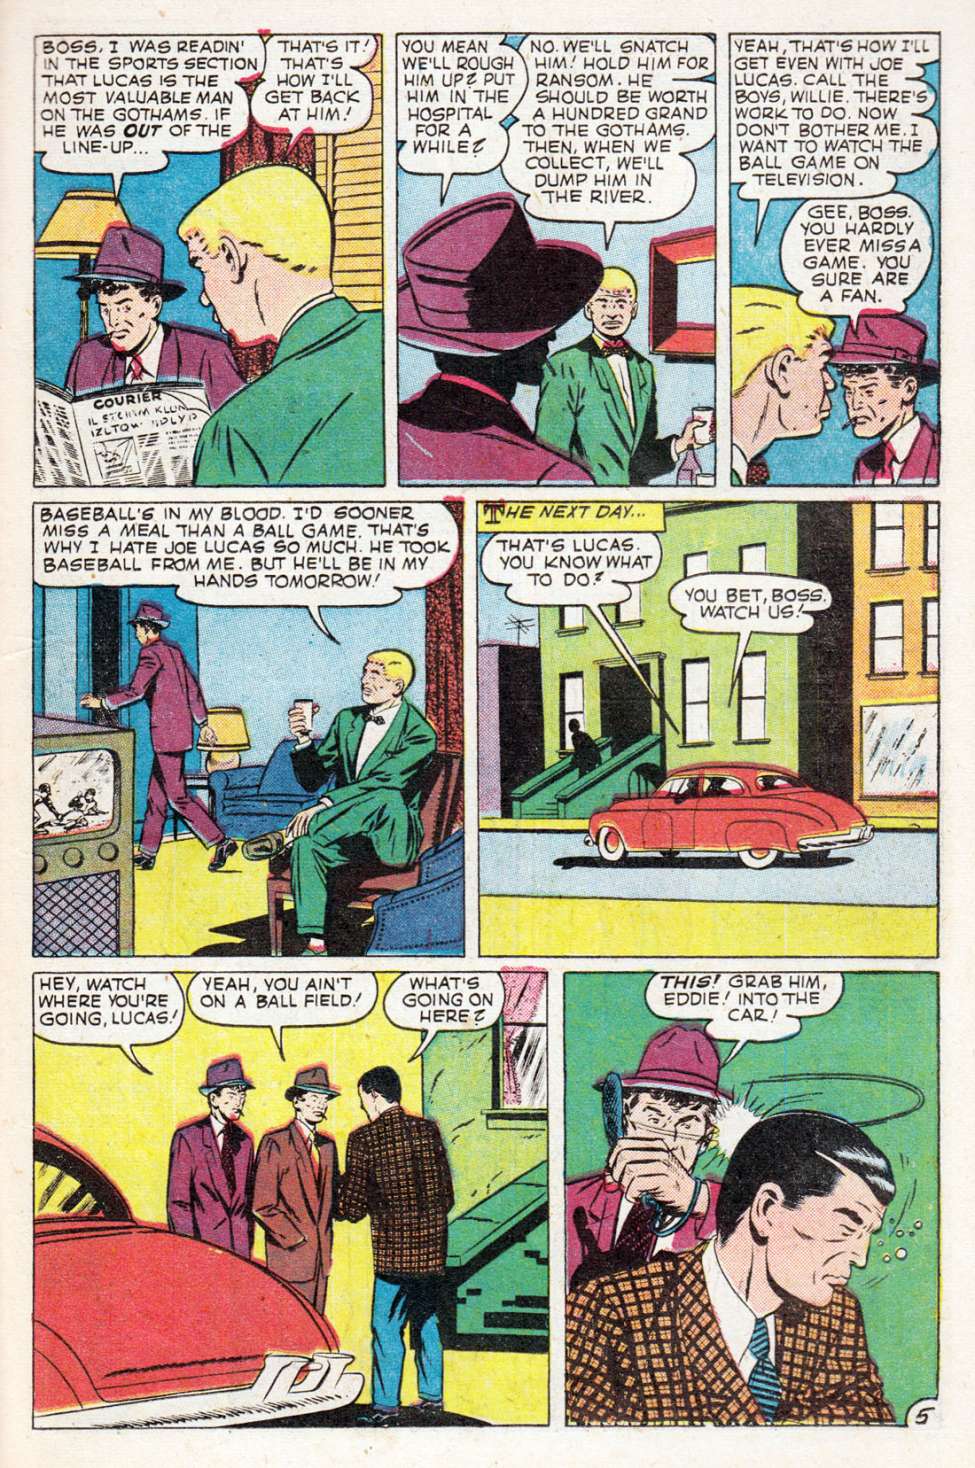 BOSS, I WAS READIN'
IN THE SPORTS SECTION
THAT LUCAS IS THE
MOST VALUABLE MAN
ON THE GOTHAMS. IF
HE WAS OUT OF THE
LINE-UP...
THAT'S IT!
THAT'S
HOW I'LL
GET BACK
AT HIM!
COURIER
YOU MEAN
WE'LL ROUGH
HIM UP? PUT
HIM IN THE
HOSPITAL
FOR A
WHILE?
NO. WE'LL SNATCH
HIM! HOLD HIM FOR
RANSOM. HE
SHOULD BE WORTH
A HUNDRED GRAND
TO THE GOTHAMS.
THEN, WHEN WE
COLLECT, WE'LL
DUMP HIM IN
THE RIVER.
YEAH, THAT'S HOW I'LL
GET EVEN WITH JOE
LUCAS. CALL THE
BOYS, WILLIE. THERE'S
WORK TO DO. NOW
DON'T BOTHER ME. I
WANT TO WATCH THE
BALL GAME ON
TELEVISION.
GEE, BOSS.
YOU HARDLY
EVER MISS A
GAME. YOU
SURE ARE
A FAN.
BASEBALL'S IN MY BLOOD. I'D SOONER
MISS A MEAL THAN A BALL GAME. THAT'S
WHY I HATE JOE LUCAS SO MUCH. HE TOOK
BASEBALL FROM ME. BUT HE'LL BE IN MY
HANDS TOMORROW!
THE NEXT DAY...
THAT'S LUCAS.
YOU KNOW WHAT
TO DO?
YOU BET, BOSS.
WATCH US!
HEY, WATCH
WHERE YOU'RE
GOING, LUCAS!
YEAH, YOU AIN'T
ON A BALL FIELD!
WHAT'S
GOING ON
HERE?
THIS! GRAB HIM,
EDDIE! INTO THE
CAR!
5